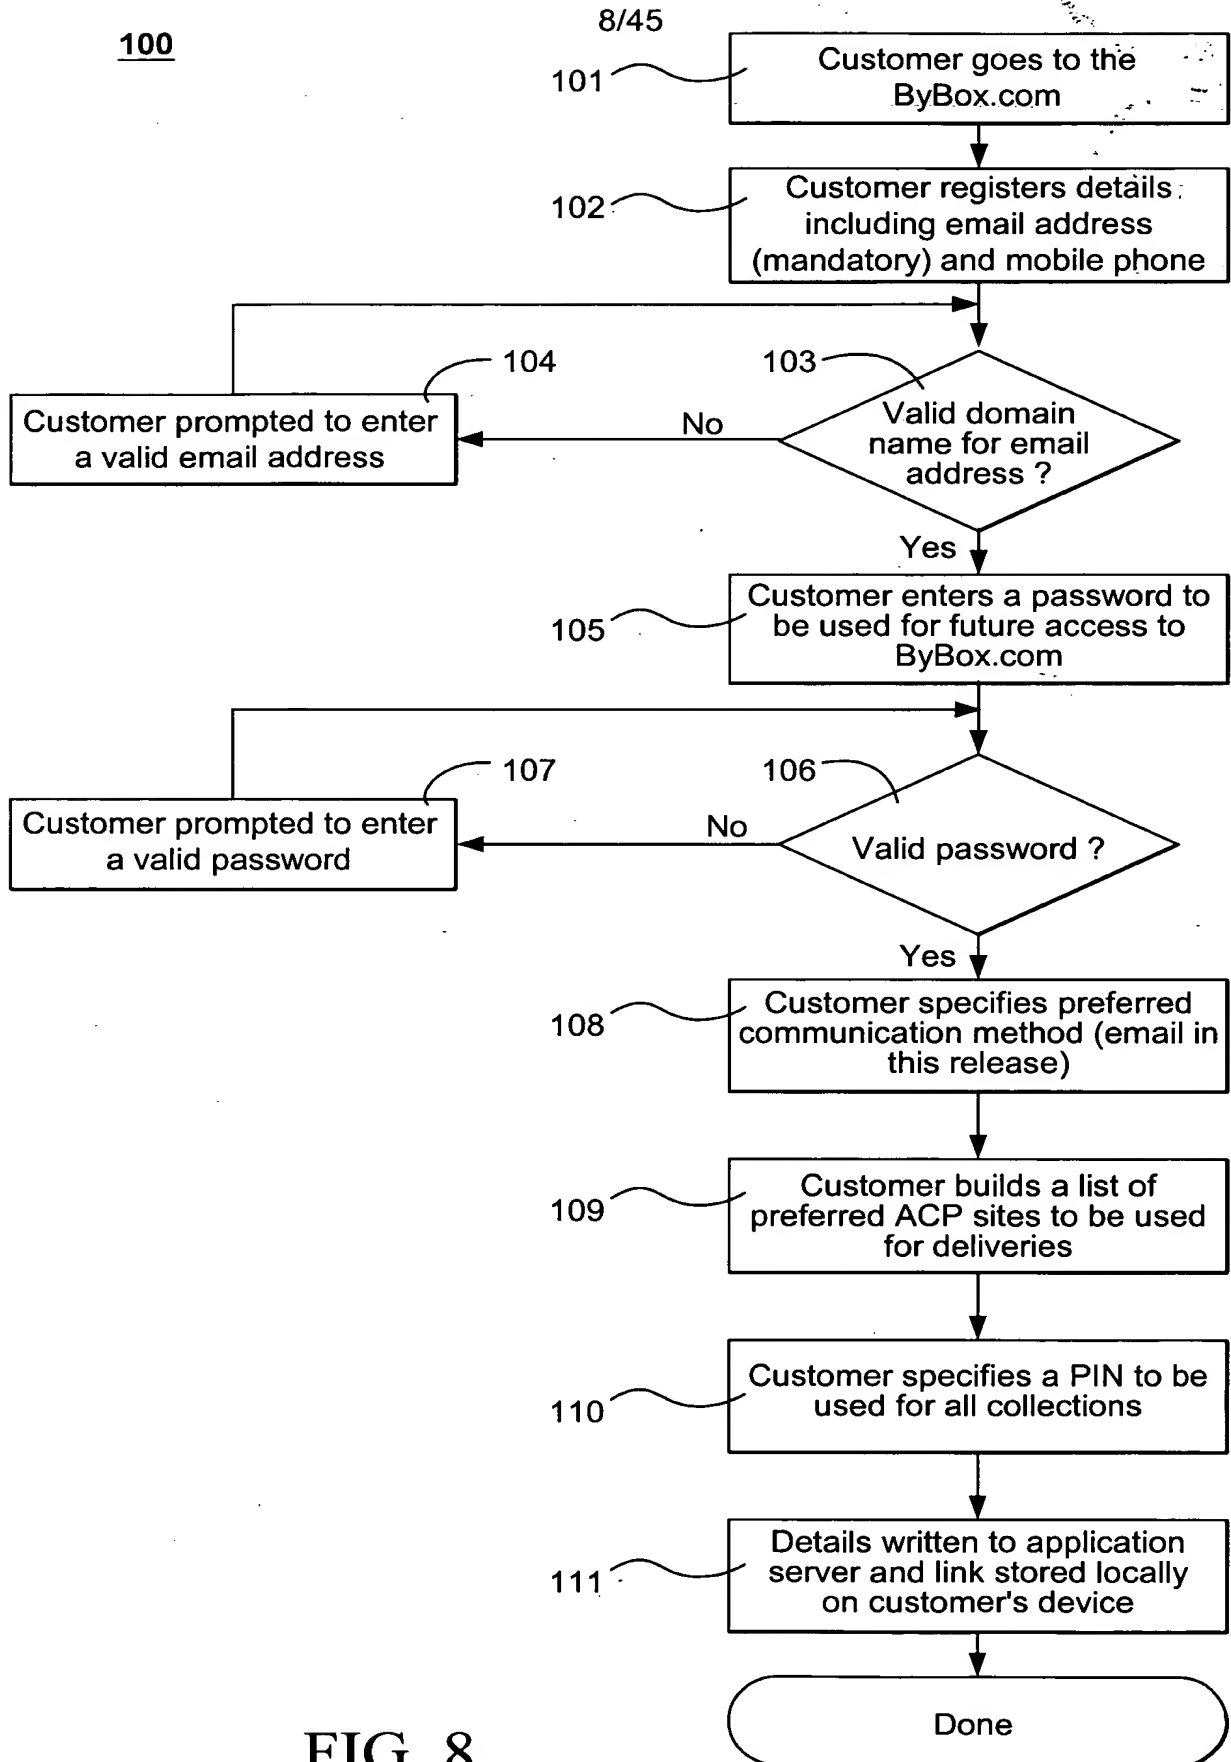 8/45
100
101
Customer goes to the
ByBox.com
102
Customer registers details
including email address
(mandatory) and mobile phone
104
103
Customer prompted to enter
a valid email address
No
Valid domain
name for email
address ?
Yes
105
Customer enters a password to
be used for future access to
ByBox.com
107
106
Customer prompted to enter
a valid password
No
Valid password ?
Yes
108
Customer specifies preferred
communication method (email in
this release)
109
Customer builds a list of
preferred ACP sites to be used
for deliveries
110
Customer specifies a PIN to be
used for all collections
111
Details written to application
server and link stored locally
on customer's device
Done
FIG. 8